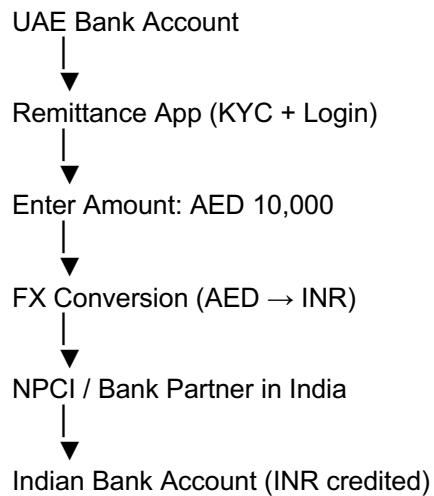 UAE Bank Account
Remittance App (KYC + Login)
Enter Amount: AED 10,000
FX Conversion (AED → INR)
NPCI / Bank Partner in India
Indian Bank Account (INR credited)